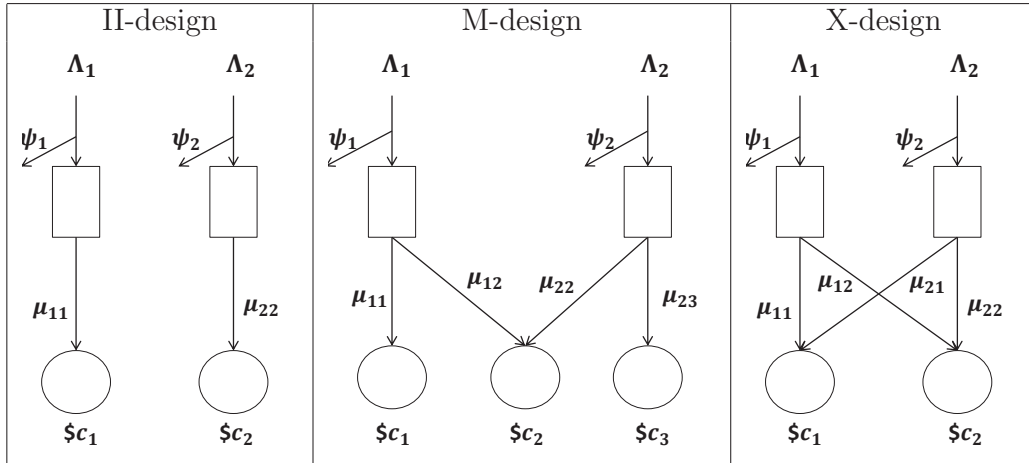 II-design M-design X-design
Λ₁ Λ₂ Λ₁ Λ₂ Λ₁ Λ₂
ψ₁ ψ₂ ψ₁ ψ₂ ψ₁ ψ₂
μ₁₁ μ₂₂ μ₁₁ μ₁₂ μ₂₂ μ₂₃ μ₁₁ μ₁₂ μ₂₁ μ₂₂
$c₁ $c₂ $c₁ $c₂ $c₃ $c₁ $c₂